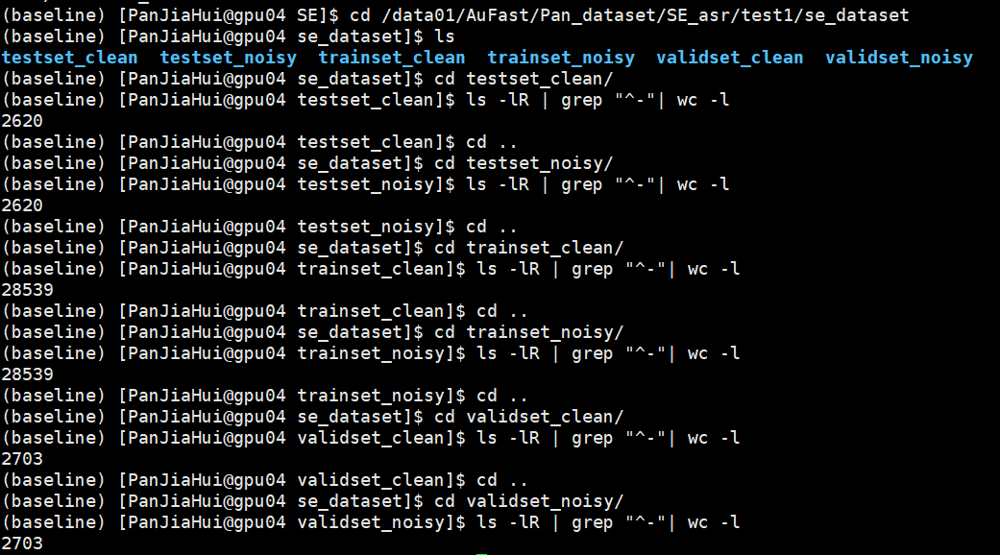 (baseline) [PanJiaHui@gpu04 SE]$ cd /data01/AuFast/Pan_dataset/SE_asr/test1/se_dataset
(baseline) [PanJiaHui@gpu04 se_dataset]$ ls
testset_clean  testset_noisy  trainset_clean  trainset_noisy  validset_clean  validset_noisy
(baseline) [PanJiaHui@gpu04 se_dataset]$ cd testset_clean/
(baseline) [PanJiaHui@gpu04 testset_clean]$ ls -lR | grep "^-"| wc -l
2620
(baseline) [PanJiaHui@gpu04 testset_clean]$ cd ..
(baseline) [PanJiaHui@gpu04 se_dataset]$ cd testset_noisy/
(baseline) [PanJiaHui@gpu04 testset_noisy]$ ls -lR | grep "^-"| wc -l
2620
(baseline) [PanJiaHui@gpu04 testset_noisy]$ cd ..
(baseline) [PanJiaHui@gpu04 se_dataset]$ cd trainset_clean/
(baseline) [PanJiaHui@gpu04 trainset_clean]$ ls -lR | grep "^-"| wc -l
28539
(baseline) [PanJiaHui@gpu04 trainset_clean]$ cd ..
(baseline) [PanJiaHui@gpu04 se_dataset]$ cd trainset_noisy/
(baseline) [PanJiaHui@gpu04 trainset_noisy]$ ls -lR | grep "^-"| wc -l
28539
(baseline) [PanJiaHui@gpu04 trainset_noisy]$ cd ..
(baseline) [PanJiaHui@gpu04 se_dataset]$ cd validset_clean/
(baseline) [PanJiaHui@gpu04 validset_clean]$ ls -lR | grep "^-"| wc -l
2703
(baseline) [PanJiaHui@gpu04 validset_clean]$ cd ..
(baseline) [PanJiaHui@gpu04 se_dataset]$ cd validset_noisy/
(baseline) [PanJiaHui@gpu04 validset_noisy]$ ls -lR | grep "^-"| wc -l
2703